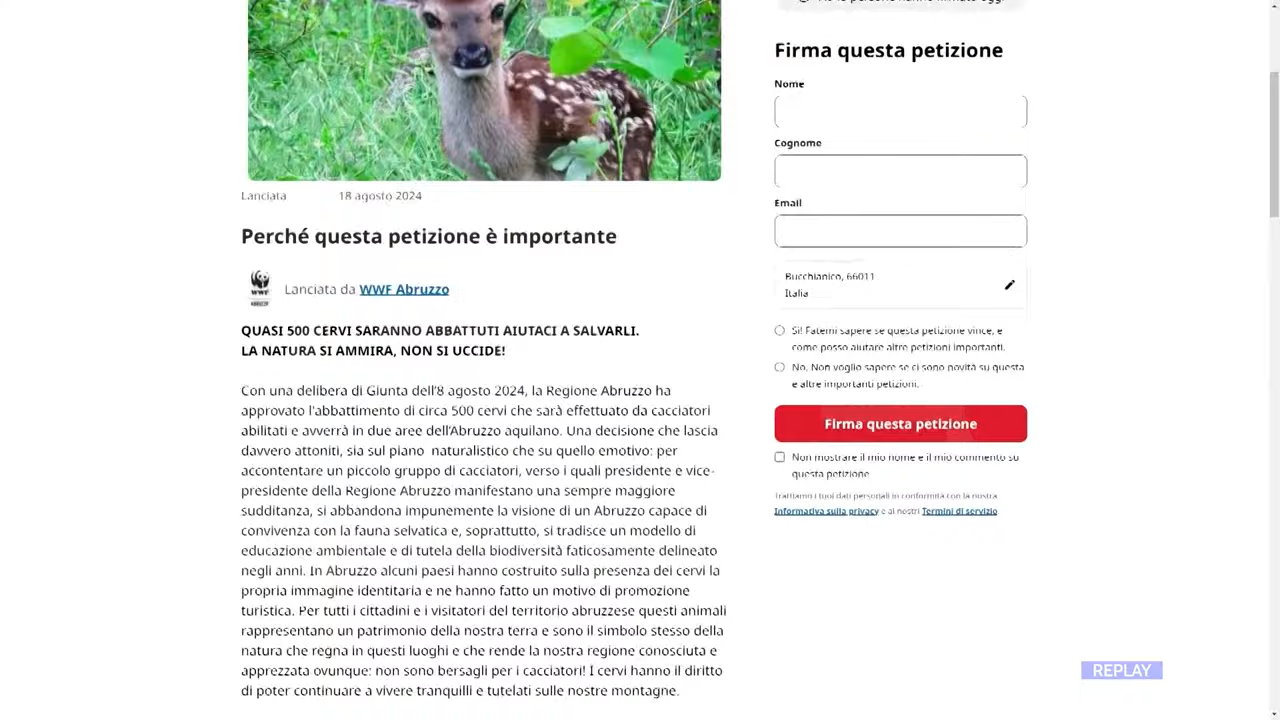 Lanciata 18 agosto 2024
Perché questa petizione è importante
Lanciata da WWF Abruzzo
QUASI 500 CERVI SARANNO ABBATTUTI AIUTACI A SALVARLI.
LA NATURA SI AMMIRA, NON SI UCCIDE!
Con una delibera di Giunta dell'8 agosto 2024, la Regione Abruzzo ha
approvato l'abbattimento di circa 500 cervi che sarà effettuato da cacciatori
abilitati e avverrà in due aree dell'Abruzzo aquilano. Una decisione che lascia
davvero attoniti, sia sul piano naturalistico che su quello emotivo: per
accontentare un piccolo gruppo di cacciatori, verso i quali presidente e vice-
presidente della Regione Abruzzo manifestano una sempre maggiore
sudditanza, si abbandona impunemente la visione di un Abruzzo capace di
convivenza con la fauna selvatica e, soprattutto, si tradisce un modello di
educazione ambientale e di tutela della biodiversità faticosamente delineato
negli anni. In Abruzzo alcuni paesi hanno costruito sulla presenza dei cervi la
propria immagine identitaria e ne hanno fatto un motivo di promozione
turistica. Per tutti i cittadini e i visitatori del territorio abruzzese questi animali
rappresentano un patrimonio della nostra terra e sono il simbolo stesso della
natura che regna in questi luoghi e che rende la nostra regione conosciuta e
apprezzata ovunque: non sono bersagli per i cacciatori! I cervi hanno il diritto
di poter continuare a vivere tranquilli e tutelati sulle nostre montagne.
Firma questa petizione
Nome
Cognome
Email
Bucchianico, 66011
Italia
Sì! Fatemi sapere se questa petizione vince, e
come posso aiutare altre petizioni importanti.
No. Non voglio sapere se ci sono novità su questa
e altre importanti petizioni.
Firma questa petizione
Non mostrare il mio nome e il mio commento su
questa petizione
Trattiamo i tuoi dati personali in conformità con la nostra
Informativa sulla privacy e ai nostri Termini di servizio.
REPLAY